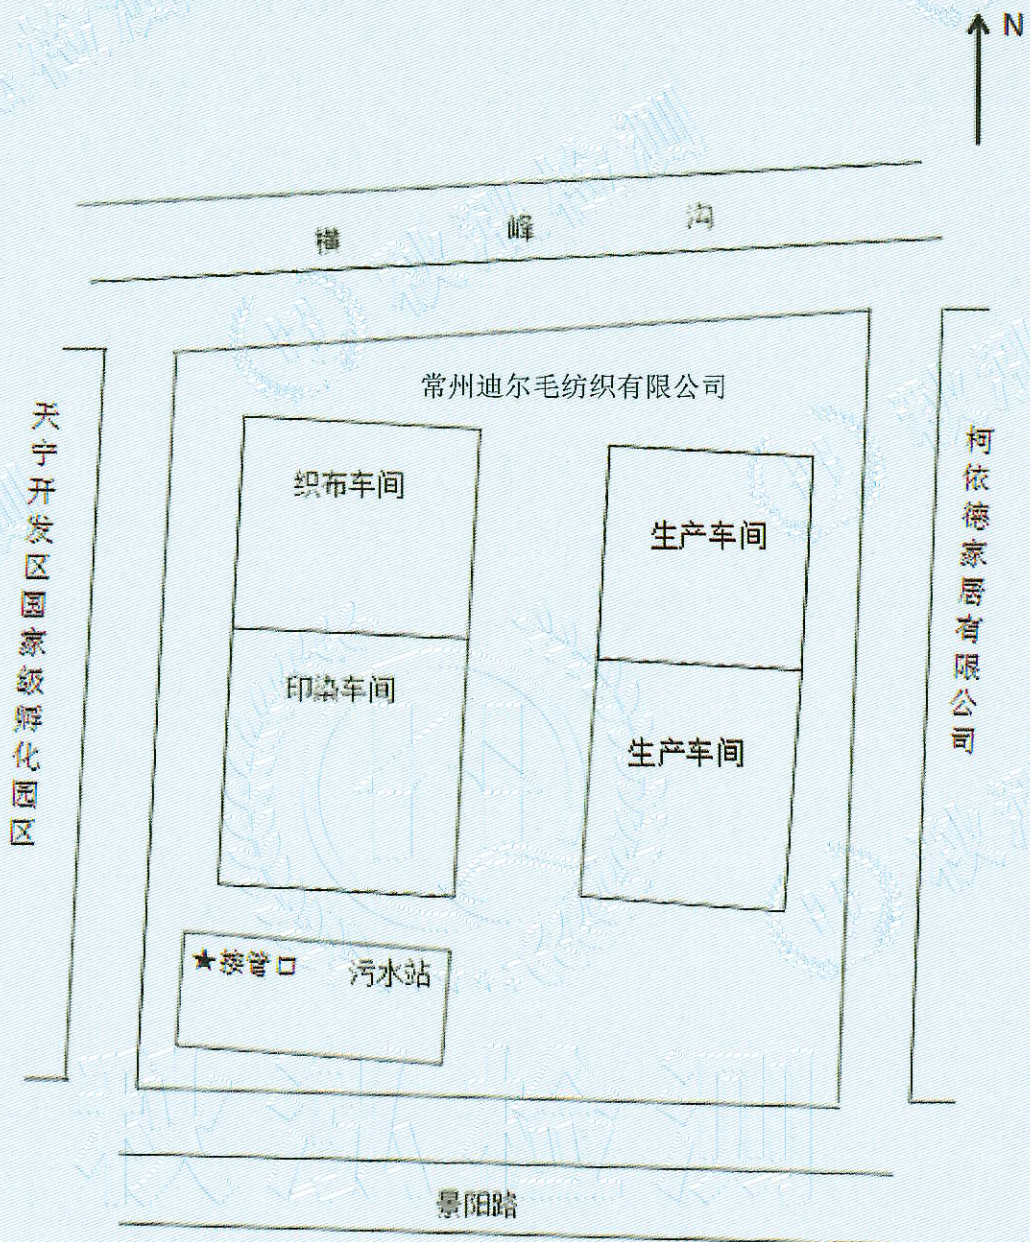 N
横峰沟
常州迪尔毛纺织有限公司
天宁开发区国家级孵化园区
织布车间
生产车间
柯依德家居有限公司
印染车间
生产车间
★接管口
污水站
景阳路